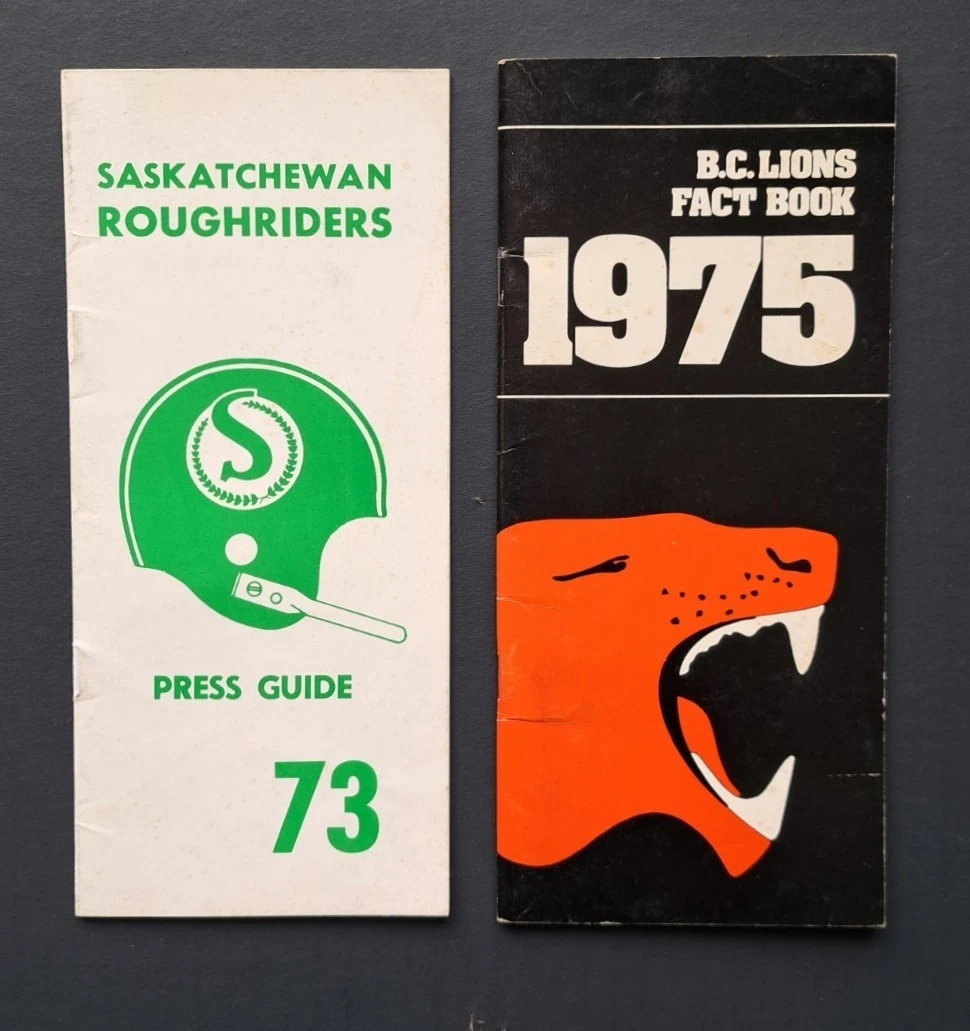 SASKATCHEWAN
ROUGHRIDERS
S
PRESS GUIDE
73
B.C. LIONS
FACT BOOK
1975